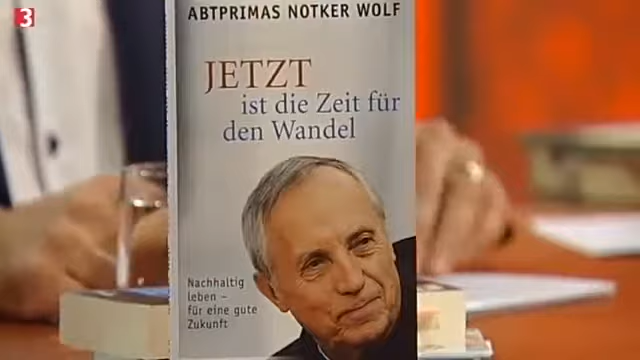 3
ABTPRIMAS NOTKER WOLF
JETZT
ist die Zeit für
den Wandel
Nachhaltig
leben –
für eine gute
Zukunft